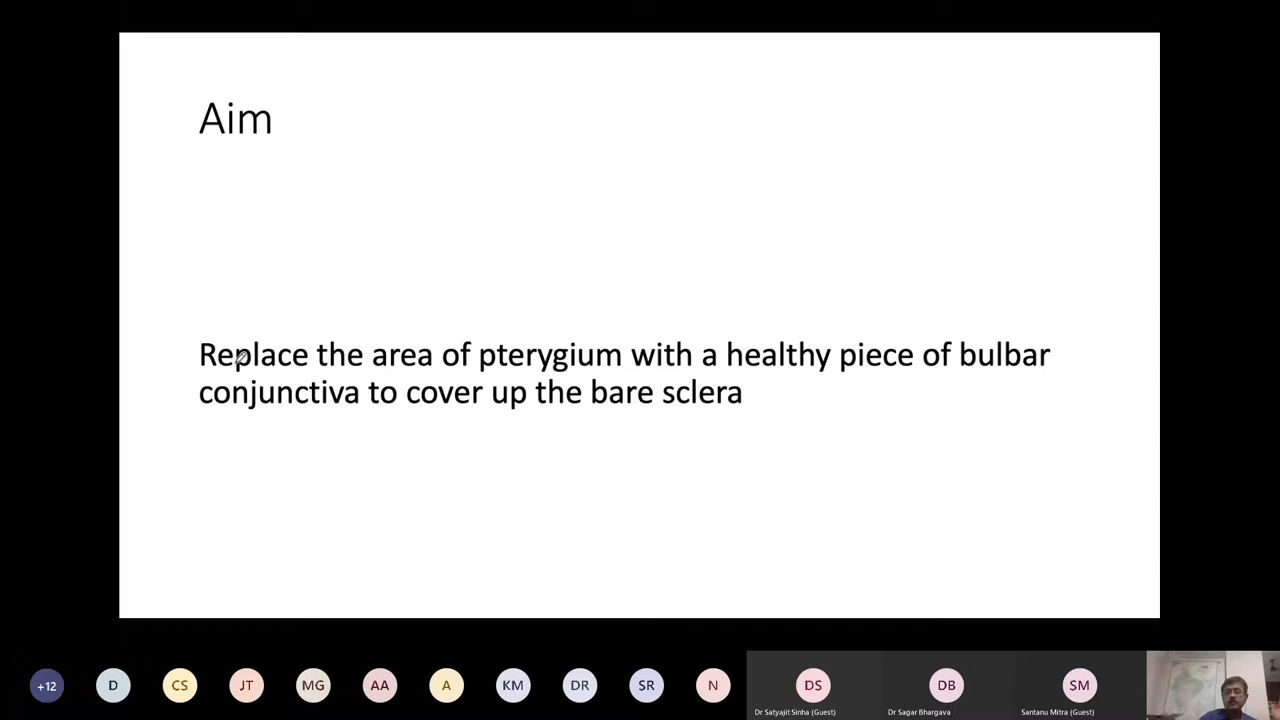 Aim
Replace the area of pterygium with a healthy piece of bulbar
conjunctiva to cover up the bare sclera
+12
D
CS
JT
MG
AA
A
KM
DR
SR
N
DS
DB
SM
Dr Satyajit Sinha (Guest)
Dr Sagar Bhargava
Santanu Mitra (Guest)